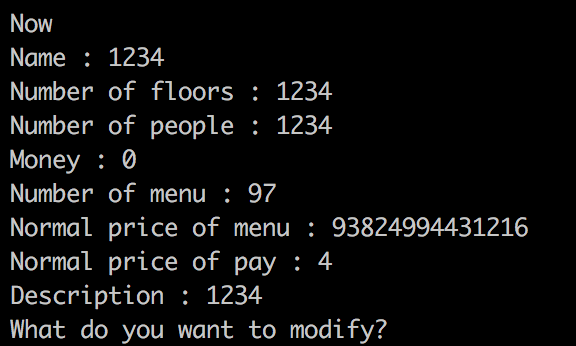 Now
Name : 1234
Number of floors : 1234
Number of people : 1234
Money : 0
Number of menu : 97
Normal price of menu : 93824994431216
Normal price of pay : 4
Description : 1234
What do you want to modify?